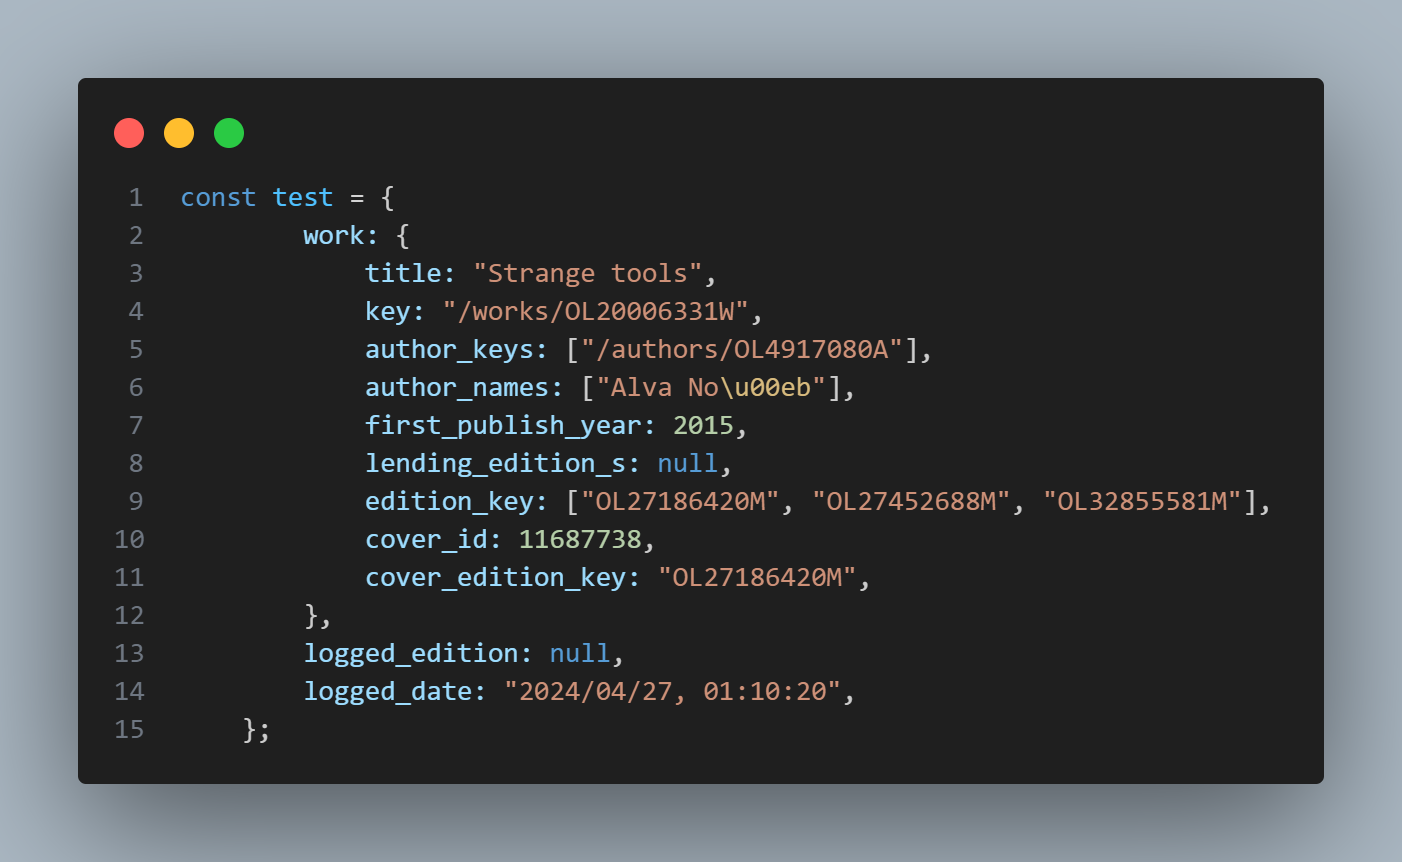 1 const test = {
2 work: {
3 title: "Strange tools",
4 key: "/works/OL20006331W",
5 author_keys: ["/authors/OL4917080A"],
6 author_names: ["Alva No\u00eb"],
7 first_publish_year: 2015,
8 lending_edition_s: null,
9 edition_key: ["OL27186420M", "OL27452688M", "OL32855581M"],
10 cover_id: 11687738,
11 cover_edition_key: "OL27186420M",
12 },
13 logged_edition: null,
14 logged_date: "2024/04/27, 01:10:20",
15 };